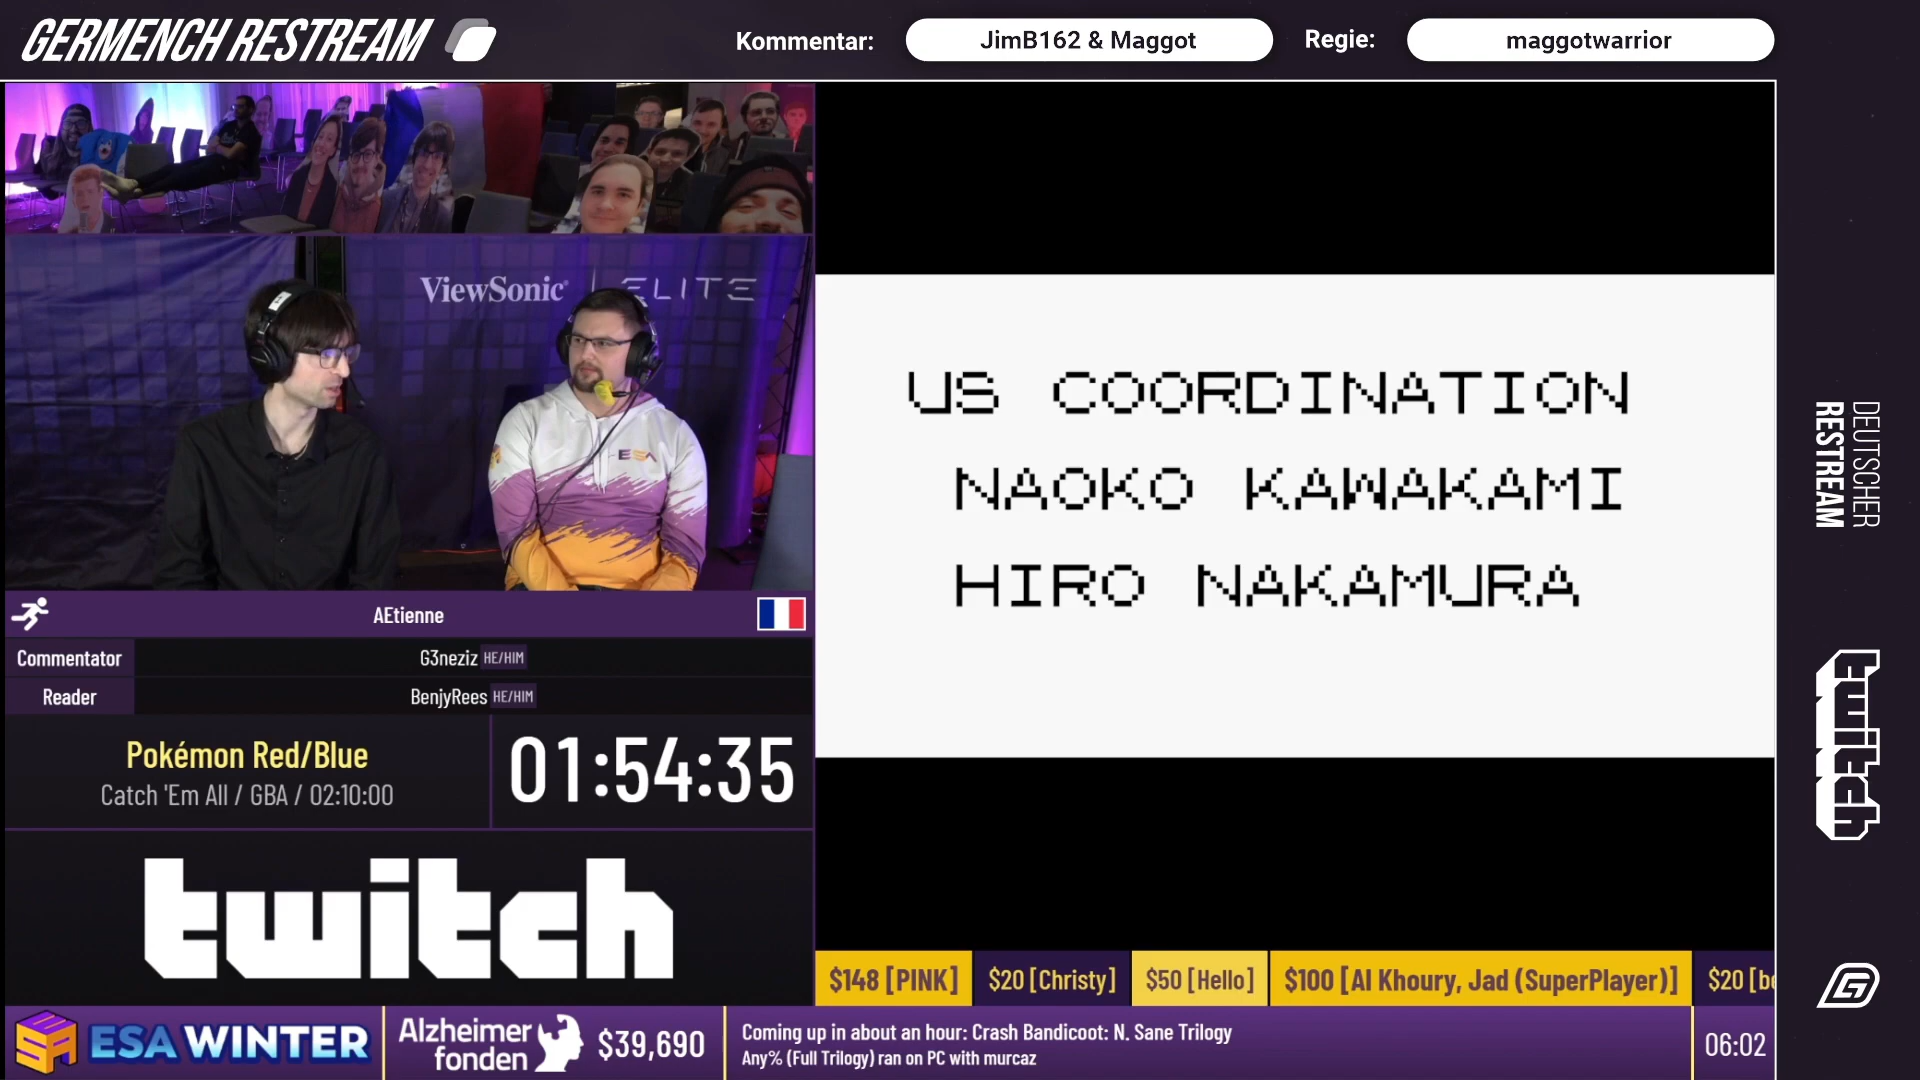 GERMENCH RESTREAM
Kommentar:
JimB162 & Maggot
Regie:
maggotwarrior
ViewSonic
ELITE
ESA
US COORDINATION
NAOKO KAWAKAMI
HIRO NAKAMURA
AEtienne
Commentator
G3neziz HE/HIM
Reader
BenjyRees HE/HIM
Pokémon Red/Blue
Catch 'Em All / GBA / 02:10:00
01:54:35
twitch
$148 [PINK]
$20 [Christy]
$50 [Hello]
$100 [Al Khoury, Jad (SuperPlayer)]
$20
ESA WINTER
Alzheimer
fonden
$39,690
Coming up in about an hour: Crash Bandicoot: N. Sane Trilogy
Any% (Full Trilogy) ran on PC with murcaz
06:02
DEUTSCHER
RESTREAM
twitch